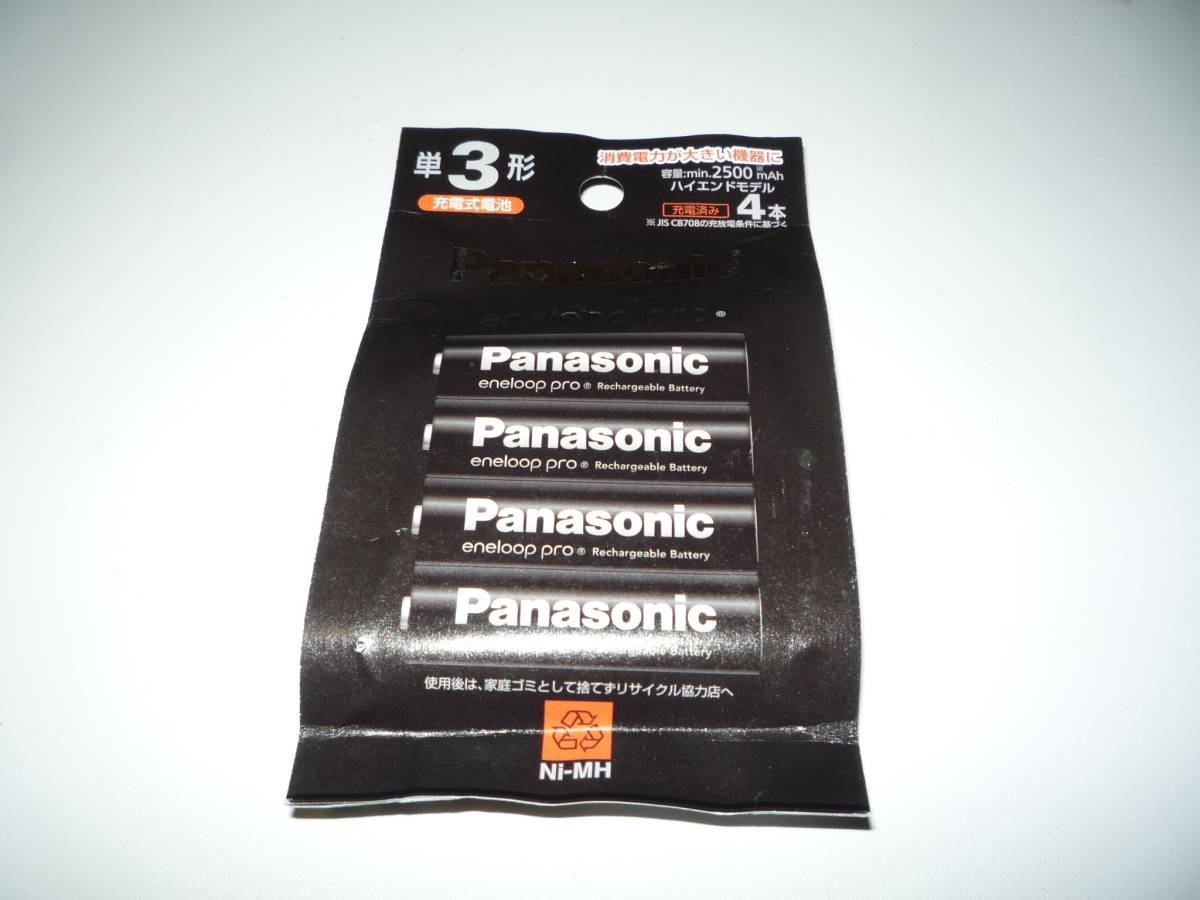 単3形
充電式電池
消費電力が大きい機器に
容量:min.2500※mAh
ハイエンドモデル
充電済み 4本
※JIS C8708の充放電条件に基づく
Panasonic®
eneloop pro®
Panasonic
eneloop pro® Rechargeable Battery
Panasonic
eneloop pro® Rechargeable Battery
Panasonic
eneloop pro® Rechargeable Battery
Panasonic
Rechargeable Battery
使用後は、家庭ゴミとして捨てずリサイクル協力店へ
Ni-MH